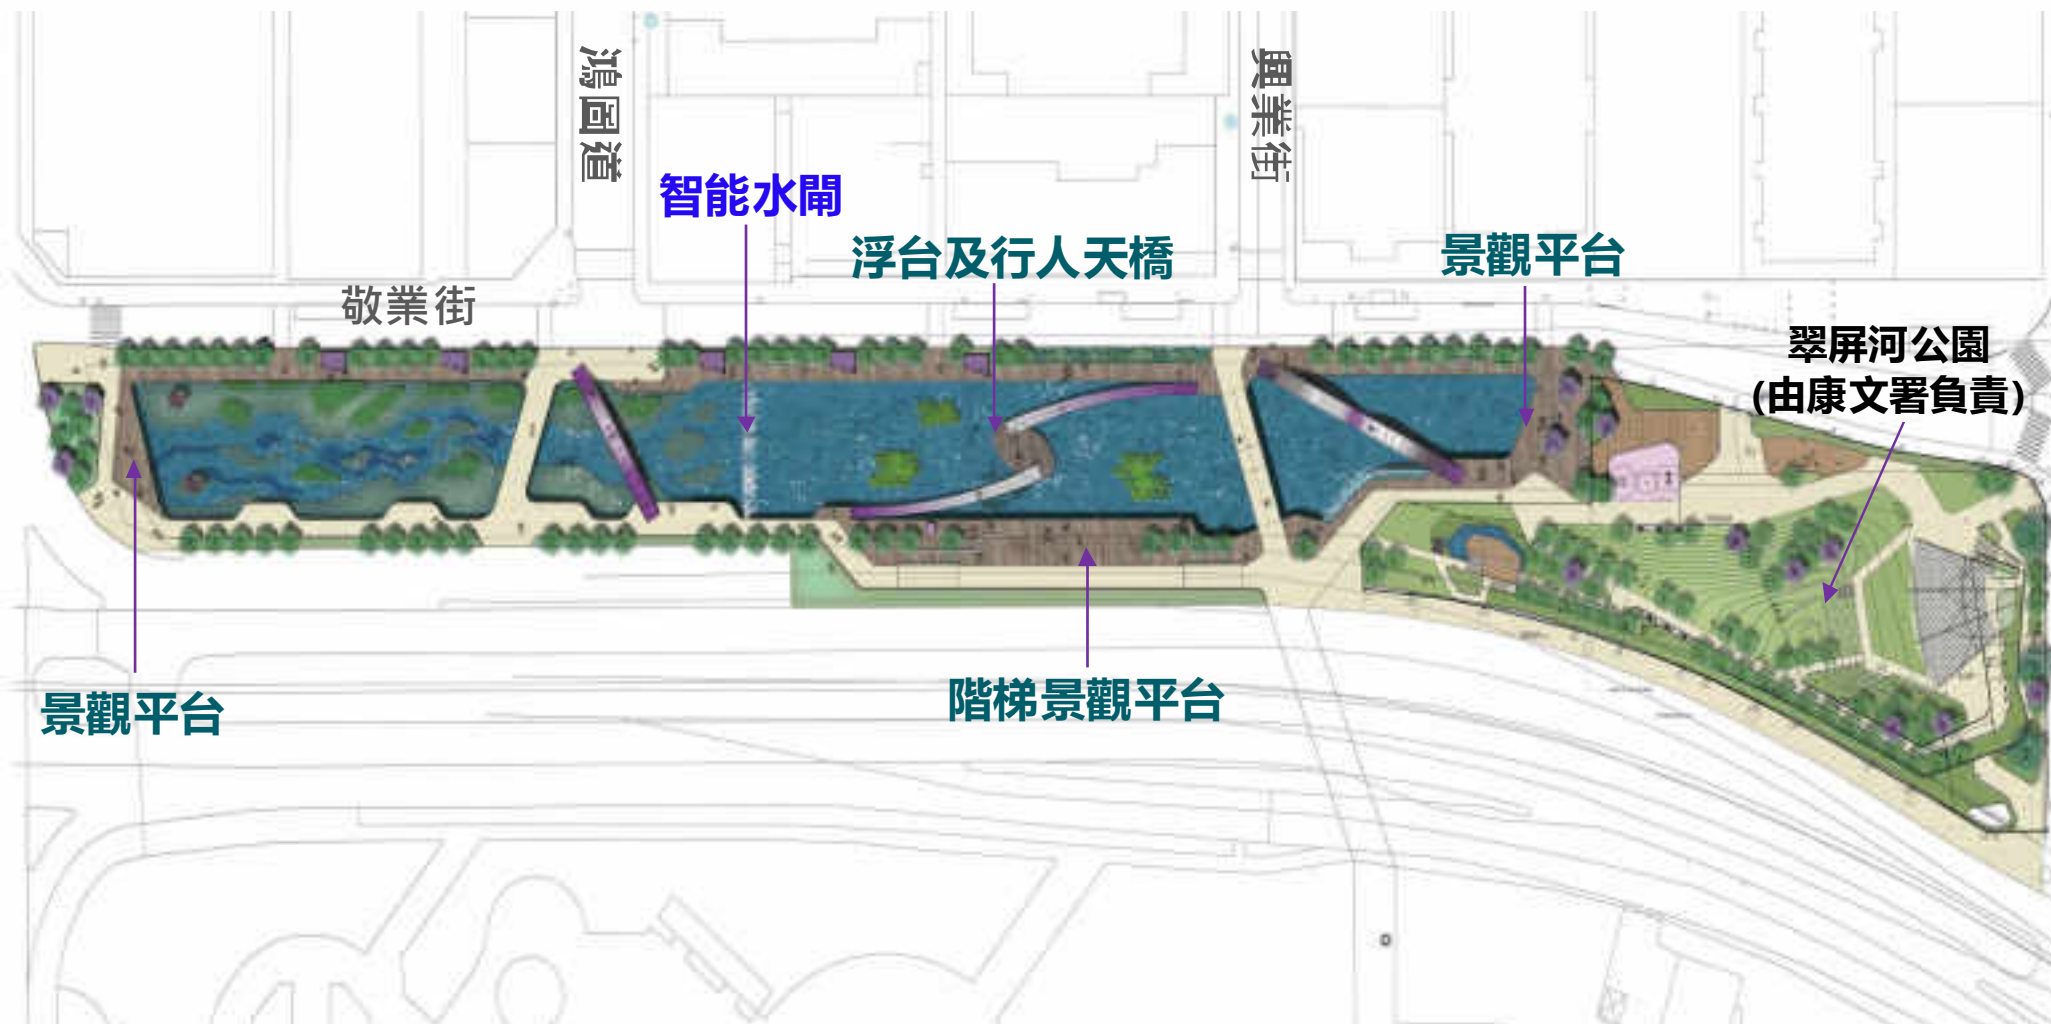 鴻圖道
興業街
智能水閘
浮台及行人天橋
景觀平台
敬業街
翠屏河公園
(由康文署負責)
景觀平台
階梯景觀平台